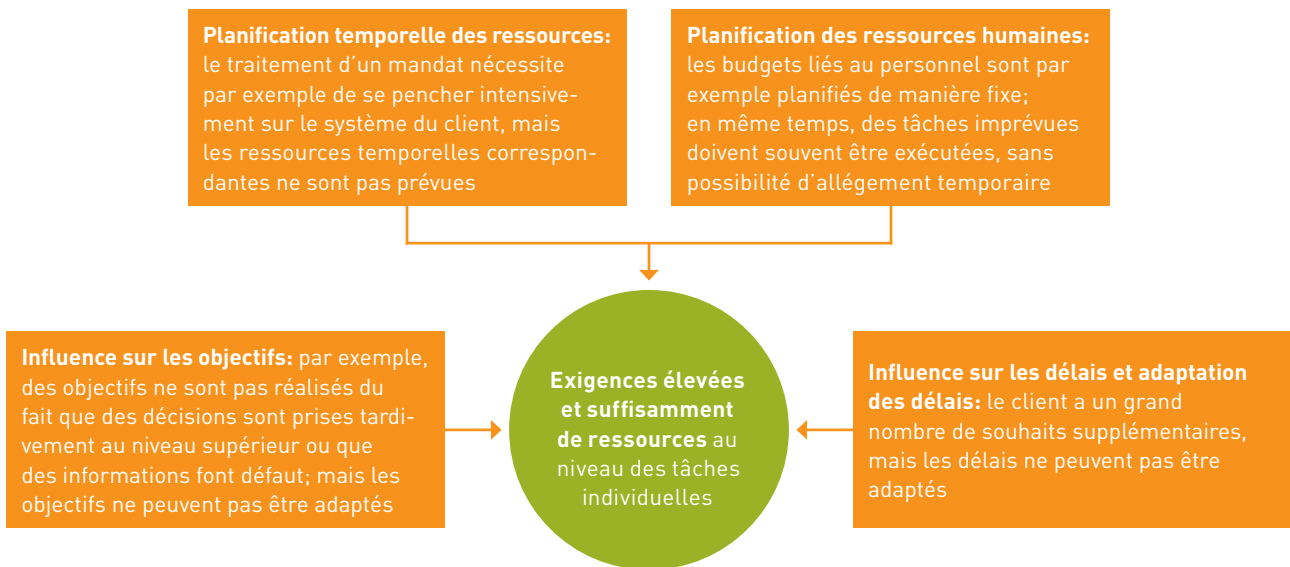 Planification temporelle des ressources:
le traitement d’un mandat nécessite
par exemple de se pencher intensive-
ment sur le système du client, mais
les ressources temporelles correspon-
dantes ne sont pas prévues
Planification des ressources humaines:
les budgets liés au personnel sont par
exemple planifiés de manière fixe;
en même temps, des tâches imprévues
doivent souvent être exécutées, sans
possibilité d’allégement temporaire
Influence sur les objectifs: par exemple,
des objectifs ne sont pas réalisés du
fait que des décisions sont prises tardi-
vement au niveau supérieur ou que
des informations font défaut; mais les
objectifs ne peuvent pas être adaptés
Exigences élevées
et suffisamment
de ressources au
niveau des tâches
individuelles
Influence sur les délais et adaptation
des délais: le client a un grand
nombre de souhaits supplémentaires,
mais les délais ne peuvent pas être
adaptés